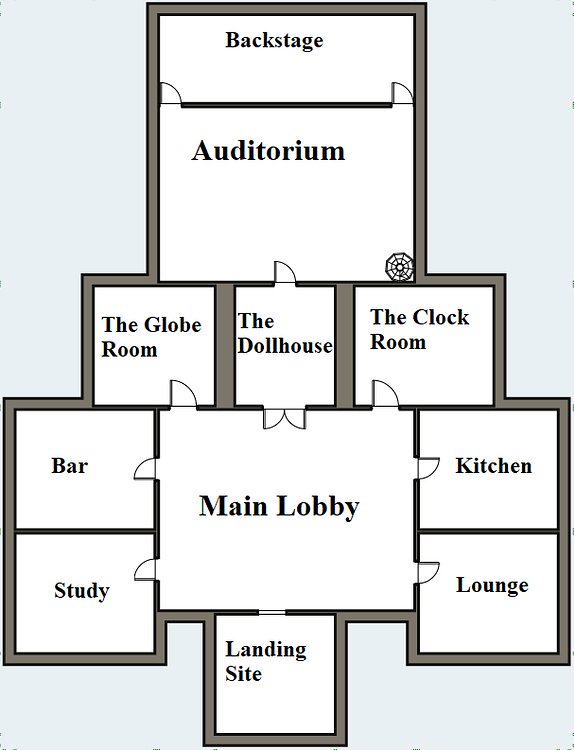 Backstage
Auditorium
The Globe
Room
The
Dollhouse
The Clock
Room
Bar
Main Lobby
Kitchen
Study
Lounge
Landing
Site